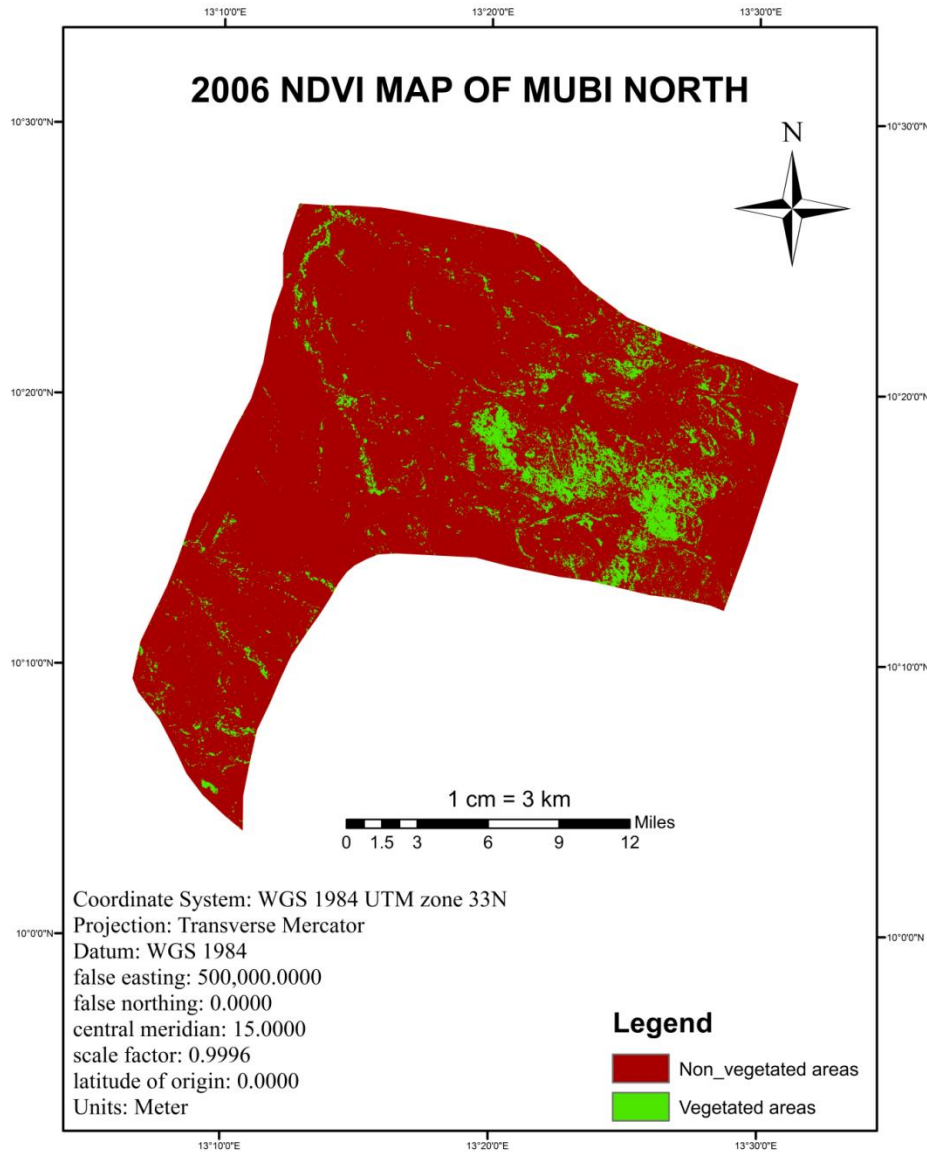 13°10'0"E 13°20'0"E 13°30'0"E
2006 NDVI MAP OF MUBI NORTH
10°30'0"N 10°30'0"N
N
10°20'0"N 10°20'0"N
10°10'0"N 10°10'0"N
1 cm = 3 km
Miles
0 1.5 3 6 9 12
Coordinate System: WGS 1984 UTM zone 33N
Projection: Transverse Mercator
Datum: WGS 1984
10°0'0"N 10°0'0"N
false easting: 500,000.0000
false northing: 0.0000
central meridian: 15.0000
scale factor: 0.9996
latitude of origin: 0.0000
Units: Meter
Legend
Non_vegetated areas
Vegetated areas
13°10'0"E 13°20'0"E 13°30'0"E